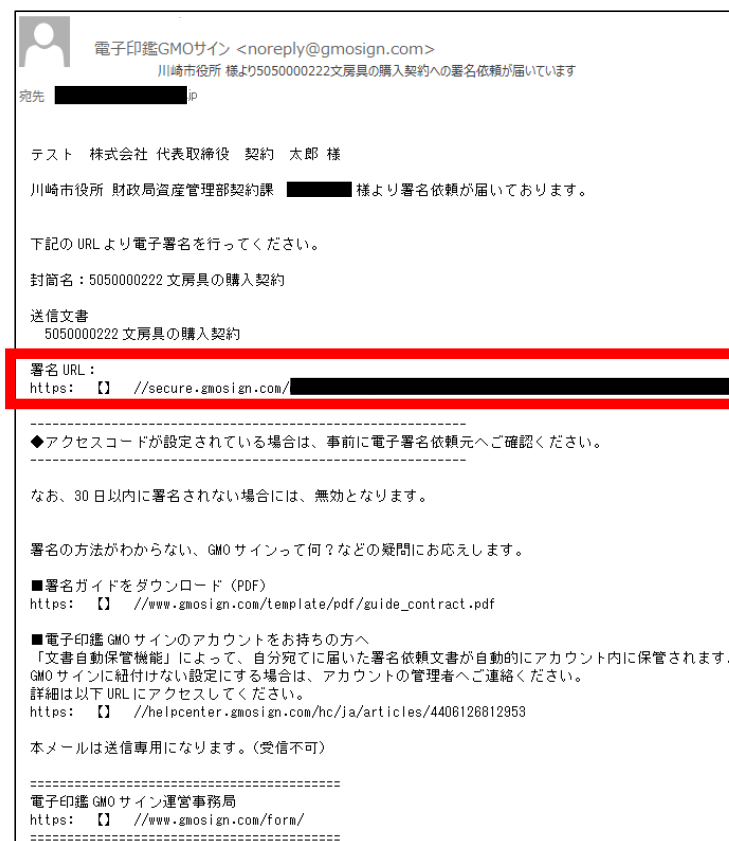 電子印鑑GMOサイン <noreply@gmosign.com>
川崎市役所 様より5050000222文房具の購入契約への署名依頼が届いています
宛先 .jp
テスト 株式会社 代表取締役 契約 太郎 様
川崎市役所 財政局資産管理部契約課 様より署名依頼が届いております。
下記の URL より電子署名を行ってください。
封筒名：5050000222 文房具の購入契約
送信文書
5050000222 文房具の購入契約
署名 URL：
https: 【】 //secure.gmosign.com/
------------------------------------------------------------
◆アクセスコードが設定されている場合は、事前に電子署名依頼元へご確認ください。
------------------------------------------------------------
なお、30 日以内に署名されない場合には、無効となります。
署名の方法がわからない、GMO サインって何？などの疑問にお応えします。
■署名ガイドをダウンロード（PDF）
https: 【】 //www.gmosign.com/template/pdf/guide_contract.pdf
■電子印鑑 GMO サインのアカウントをお持ちの方へ
「文書自動保管機能」によって、自分宛てに届いた署名依頼文書が自動的にアカウント内に保管されます。
GMO サインに紐付けない設定にする場合は、アカウントの管理者へご連絡ください。
詳細は以下 URL にアクセスしてください。
https: 【】 //helpcenter.gmosign.com/hc/ja/articles/4406126812953
本メールは送信専用になります。（受信不可）
===========================================
電子印鑑 GMO サイン運営事務局
https: 【】 //www.gmosign.com/form/
===========================================